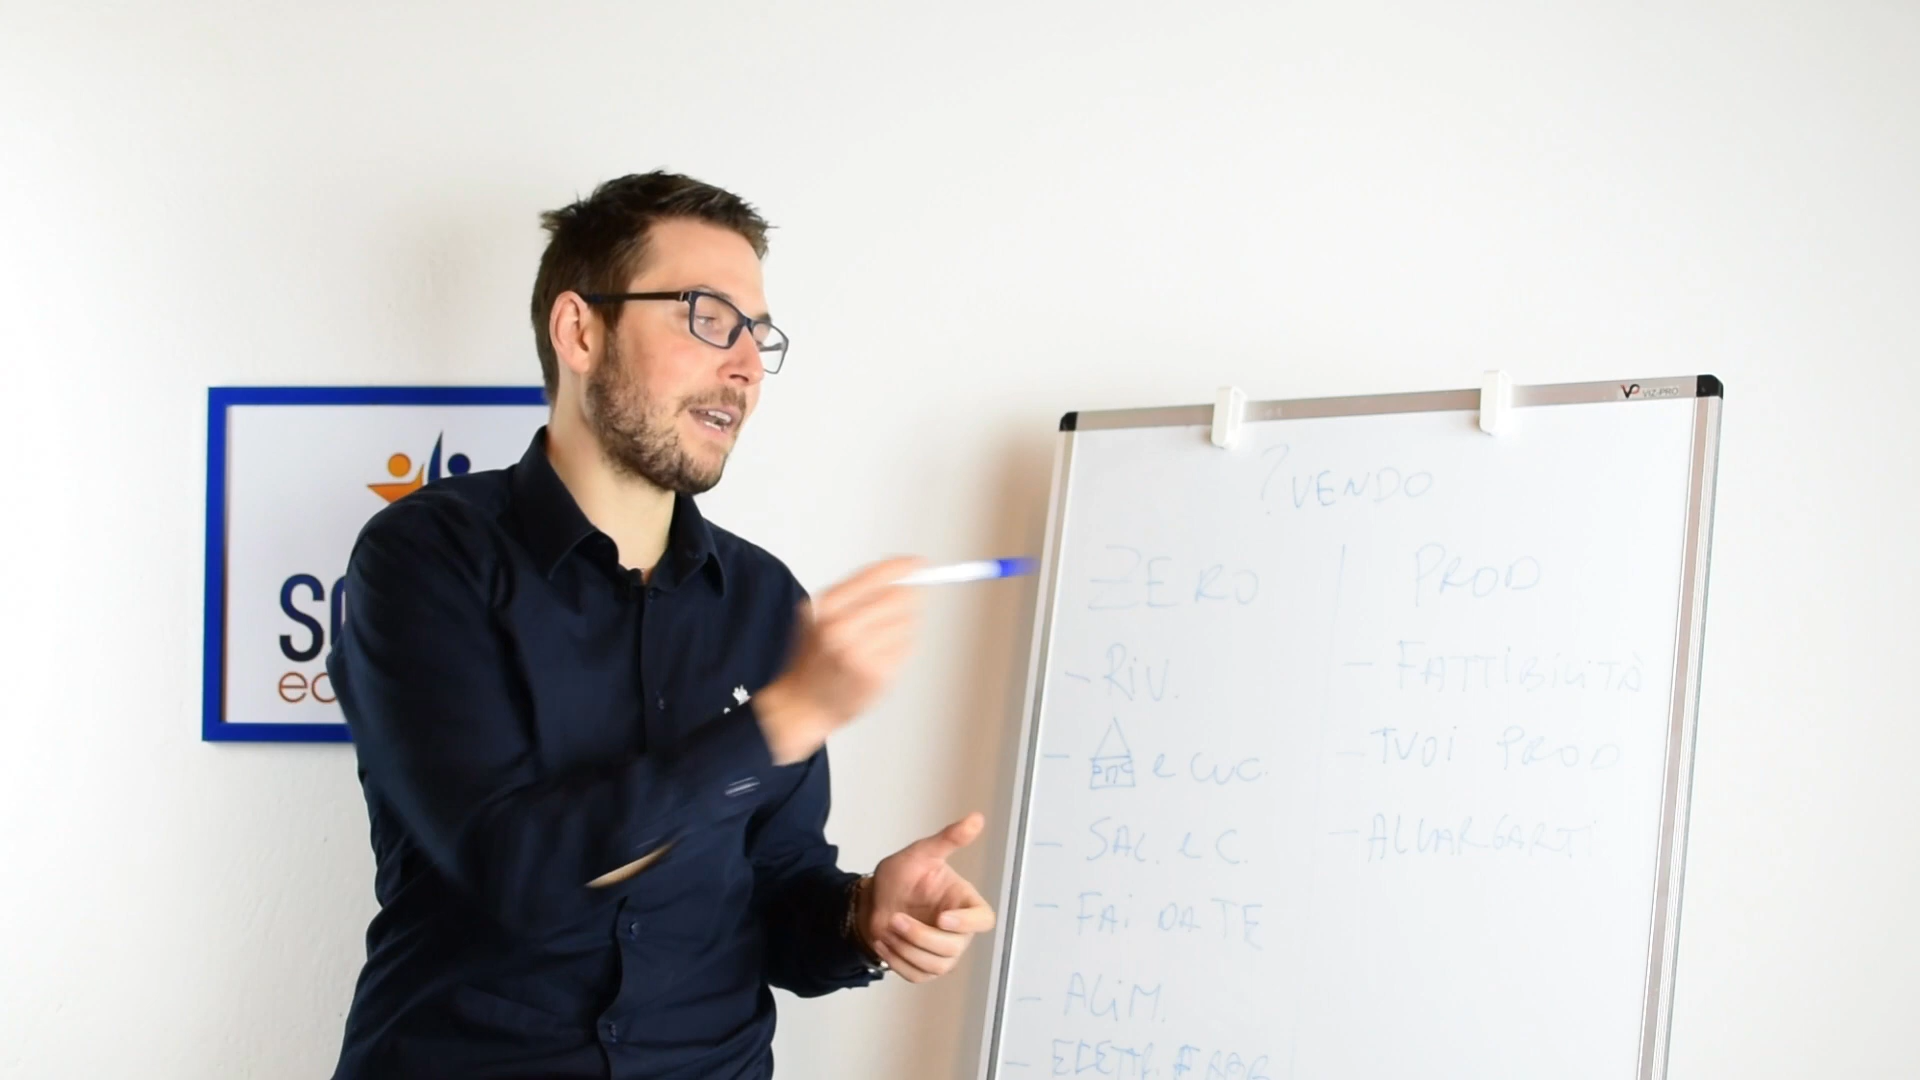 VIZ-PRO
? VENDO
ZERO
- RIV.
- e CUC.
- SAL. e C.
- FAI DA TE
- ALIM.
PROD
- FATTIBILITÀ
- TUOI PROD
- ALLARGARTI